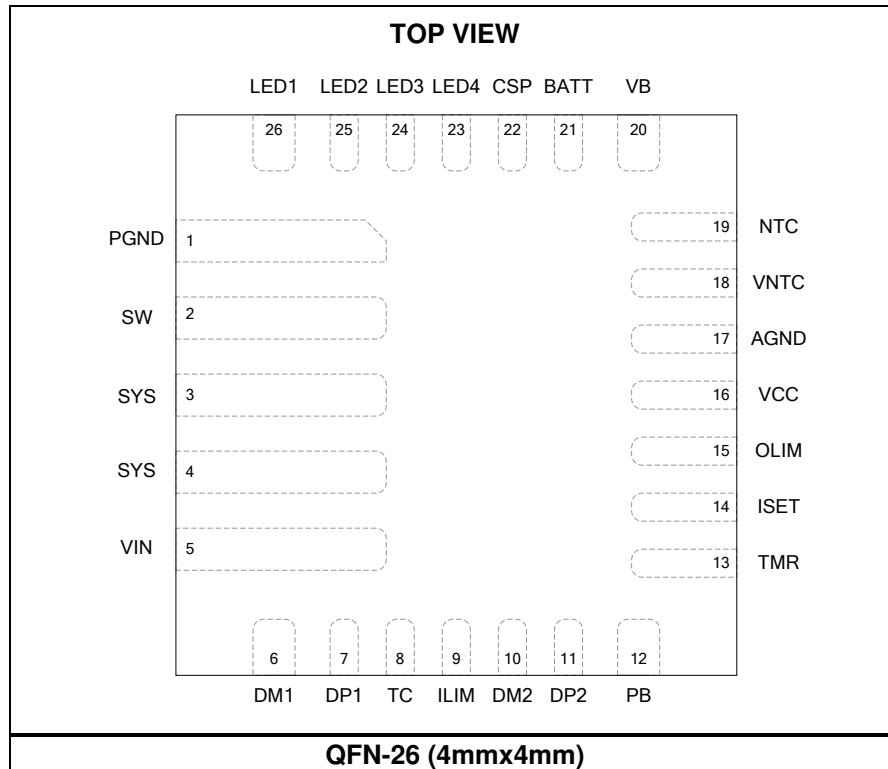 TOP VIEW
LED1 LED2 LED3 LED4 CSP BATT VB
26 25 24 23 22 21 20
PGND 1
SW 2
SYS 3
SYS 4
VIN 5
19 NTC
18 VNTC
17 AGND
16 VCC
15 OLIM
14 ISET
13 TMR
6 7 8 9 10 11 12
DM1 DP1 TC ILIM DM2 DP2 PB
QFN-26 (4mmx4mm)